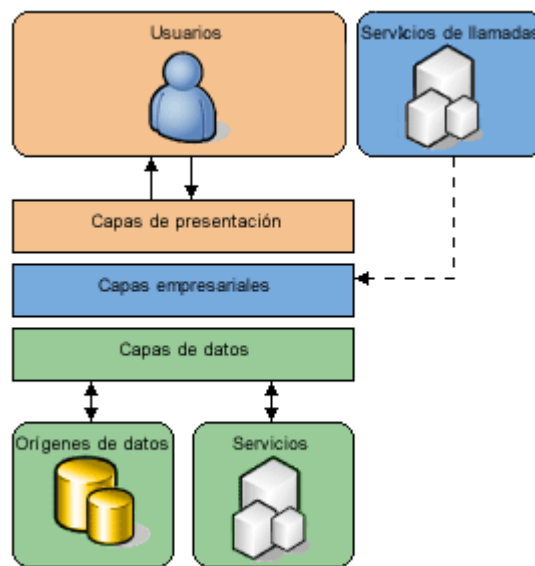 Usuarios
Servicios de llamadas
Capas de presentación
Capas empresariales
Capas de datos
Orígenes de datos
Servicios